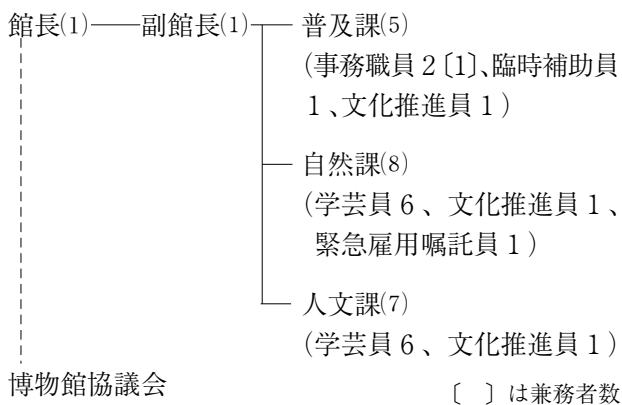 館長(1)——副館長(1)—普及課(5)
(事務職員2〔1〕、臨時補助員
1、文化推進員1)
自然課(8)
(学芸員6、文化推進員1、
緊急雇用嘱託員1)
人文課(7)
(学芸員6、文化推進員1)
博物館協議会
〔 〕は兼務者数